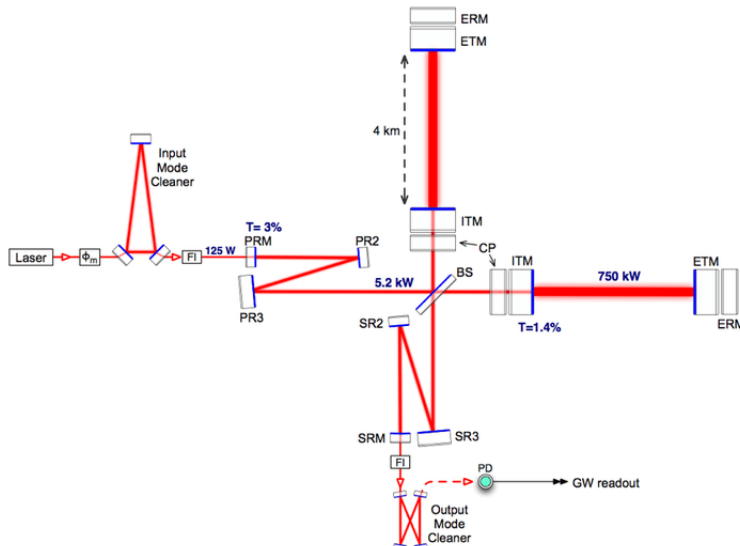 ERM
ETM
4 km
Input
Mode
Cleaner
ITM
T= 3%
PRM
PR2
CP
Laser
ϕm
FI
125 W
BS
ITM
ETM
5.2 kW
750 kW
PR3
SR2
T=1.4%
ERM
SRM
SR3
FI
PD
GW readout
Output
Mode
Cleaner